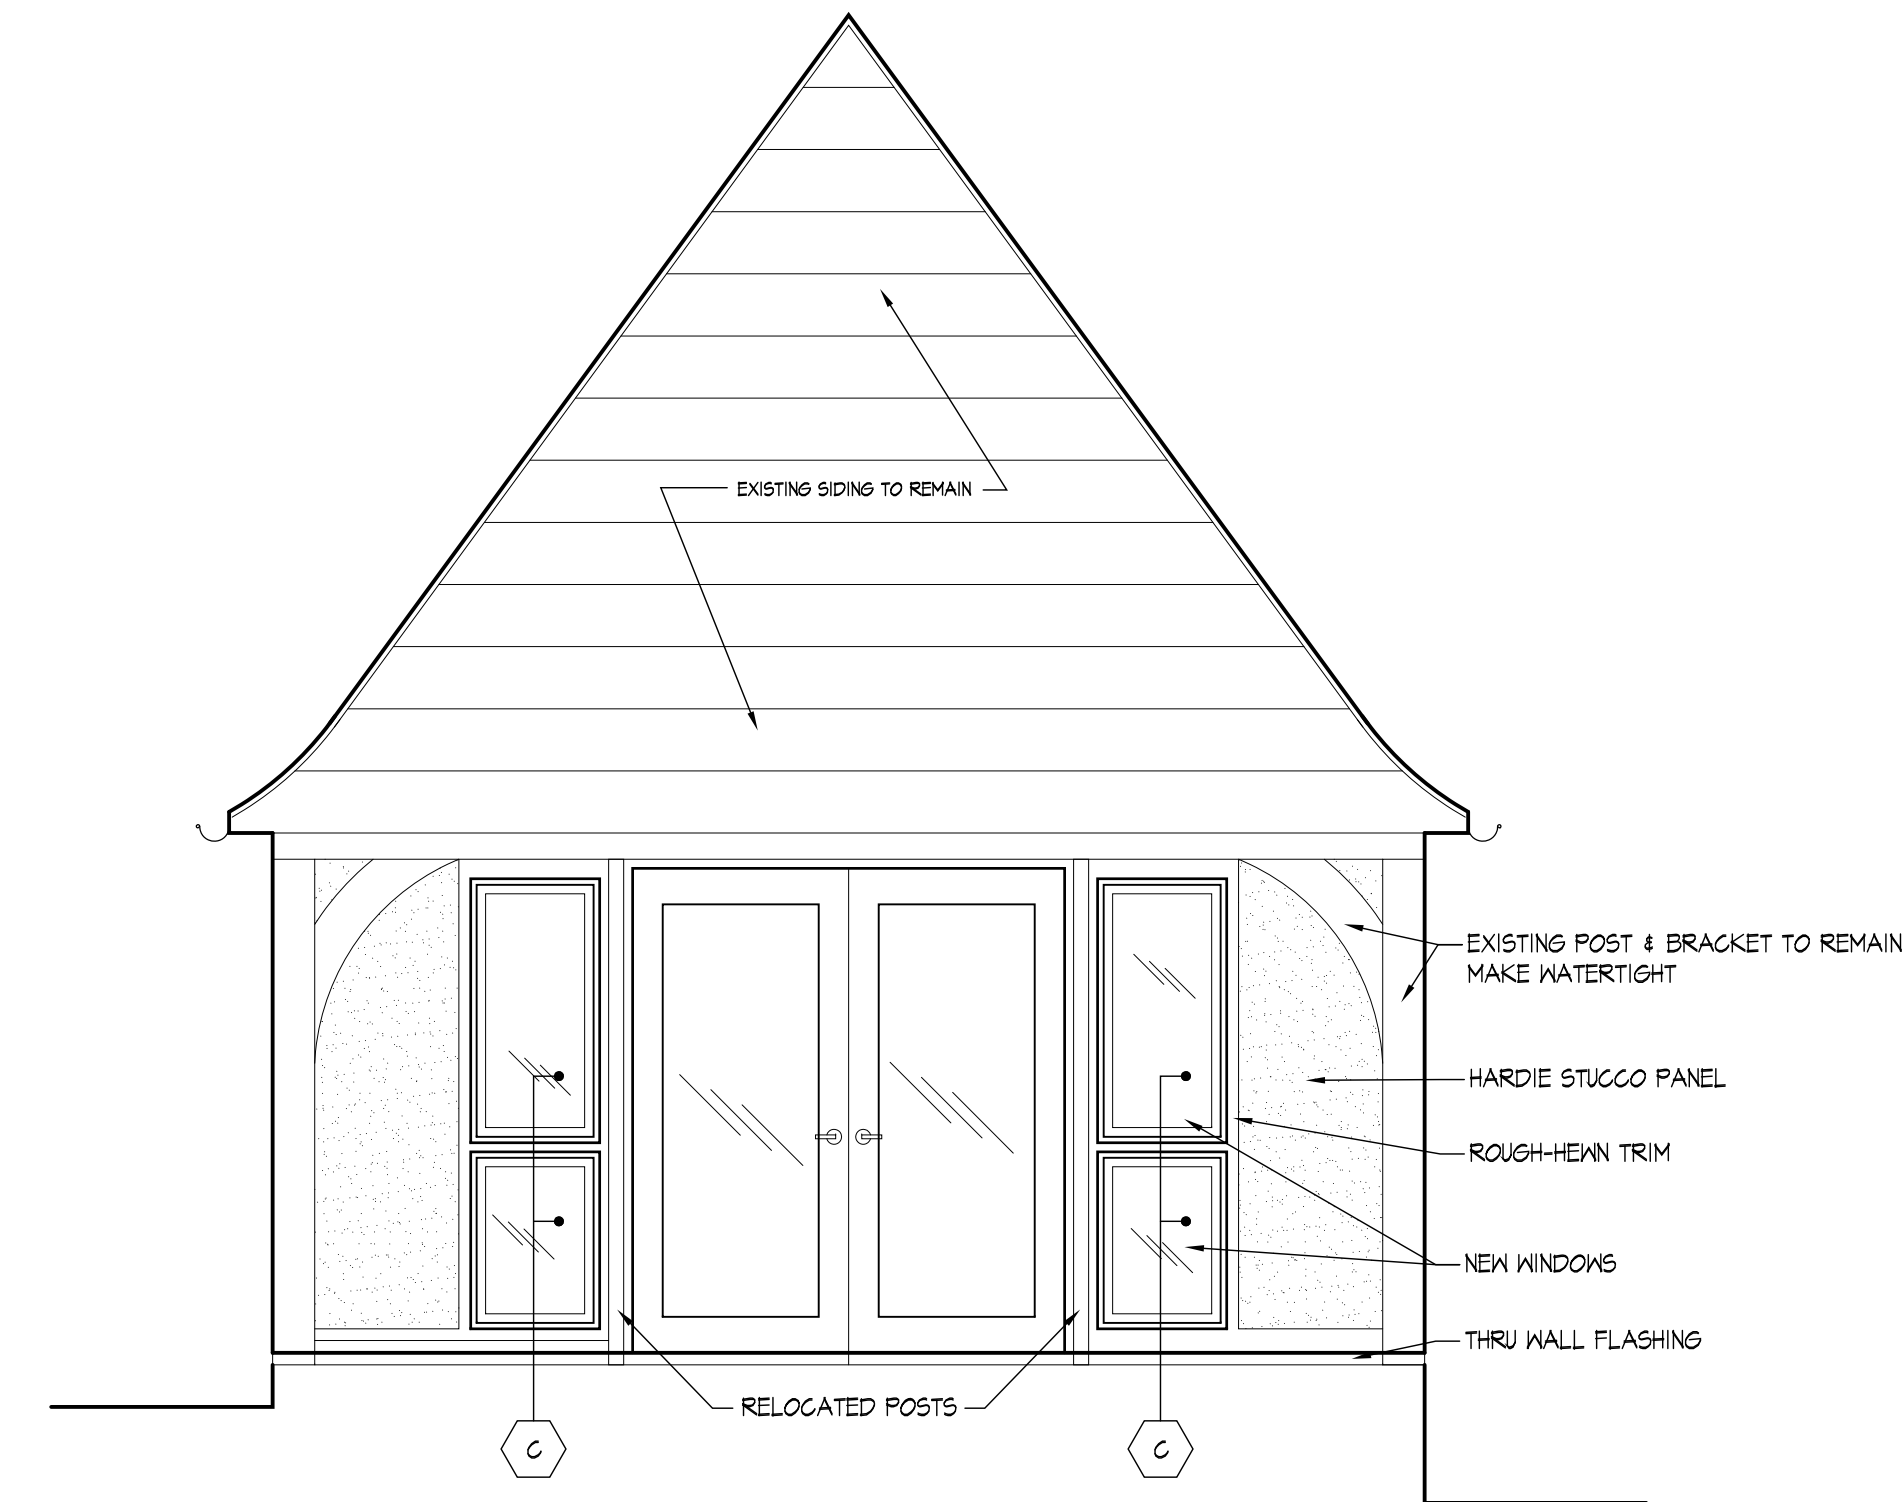 EXISTING SIDING TO REMAIN
EXISTING POST & BRACKET TO REMAIN
MAKE WATERTIGHT
HARDIE STUCCO PANEL
ROUGH-HEWN TRIM
NEW WINDOWS
THRU WALL FLASHING
RELOCATED POSTS
C
C